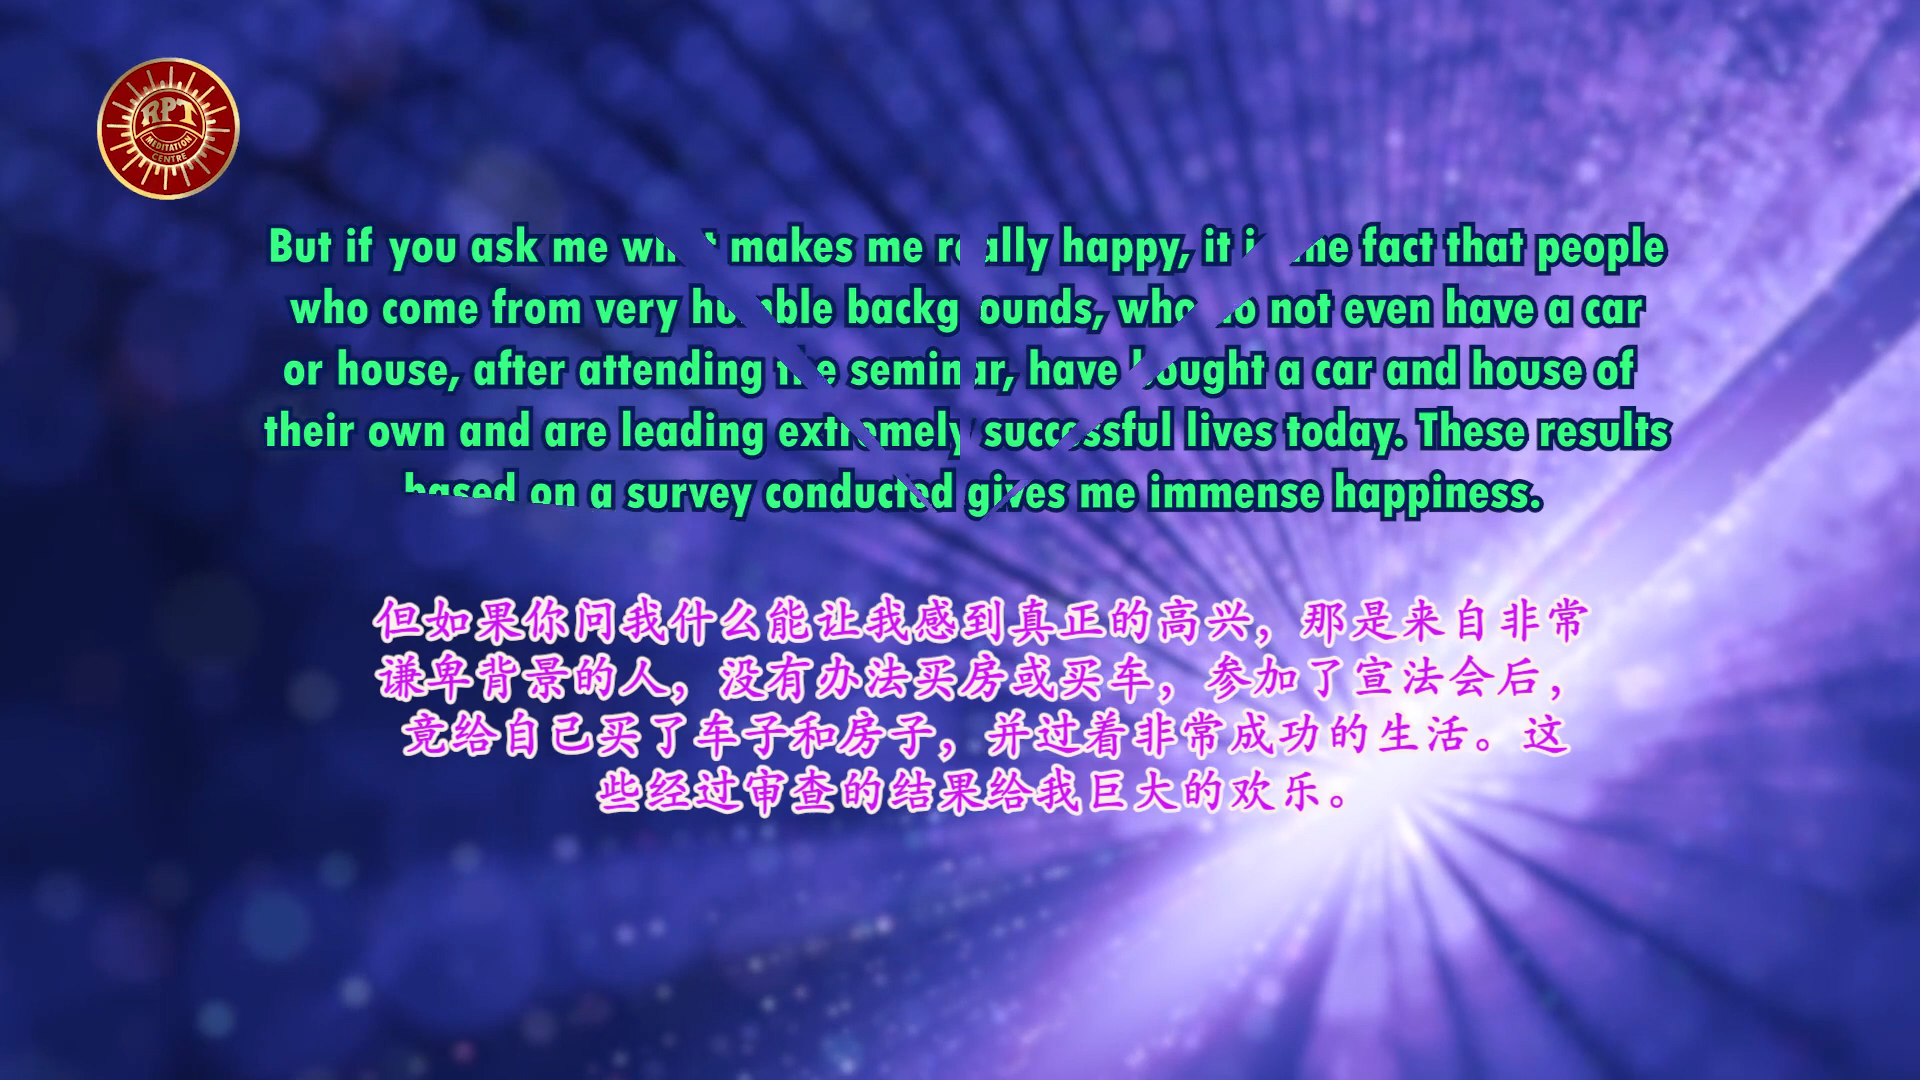 RPT
MEDITATION
CENTRE
But if you ask me what makes me really happy, it is the fact that people
who come from very humble backgrounds, who do not even have a car
or house, after attending the seminar, have bought a car and house of
their own and are leading extremely successful lives today. These results
based on a survey conducted gives me immense happiness.
但如果你问我什么能让我感到真正的高兴，那是来自非常
谦卑背景的人，没有办法买房或买车，参加了宣法会后，
竟给自己买了车子和房子，并过着非常成功的生活。这
些经过审查的结果给我巨大的欢乐。